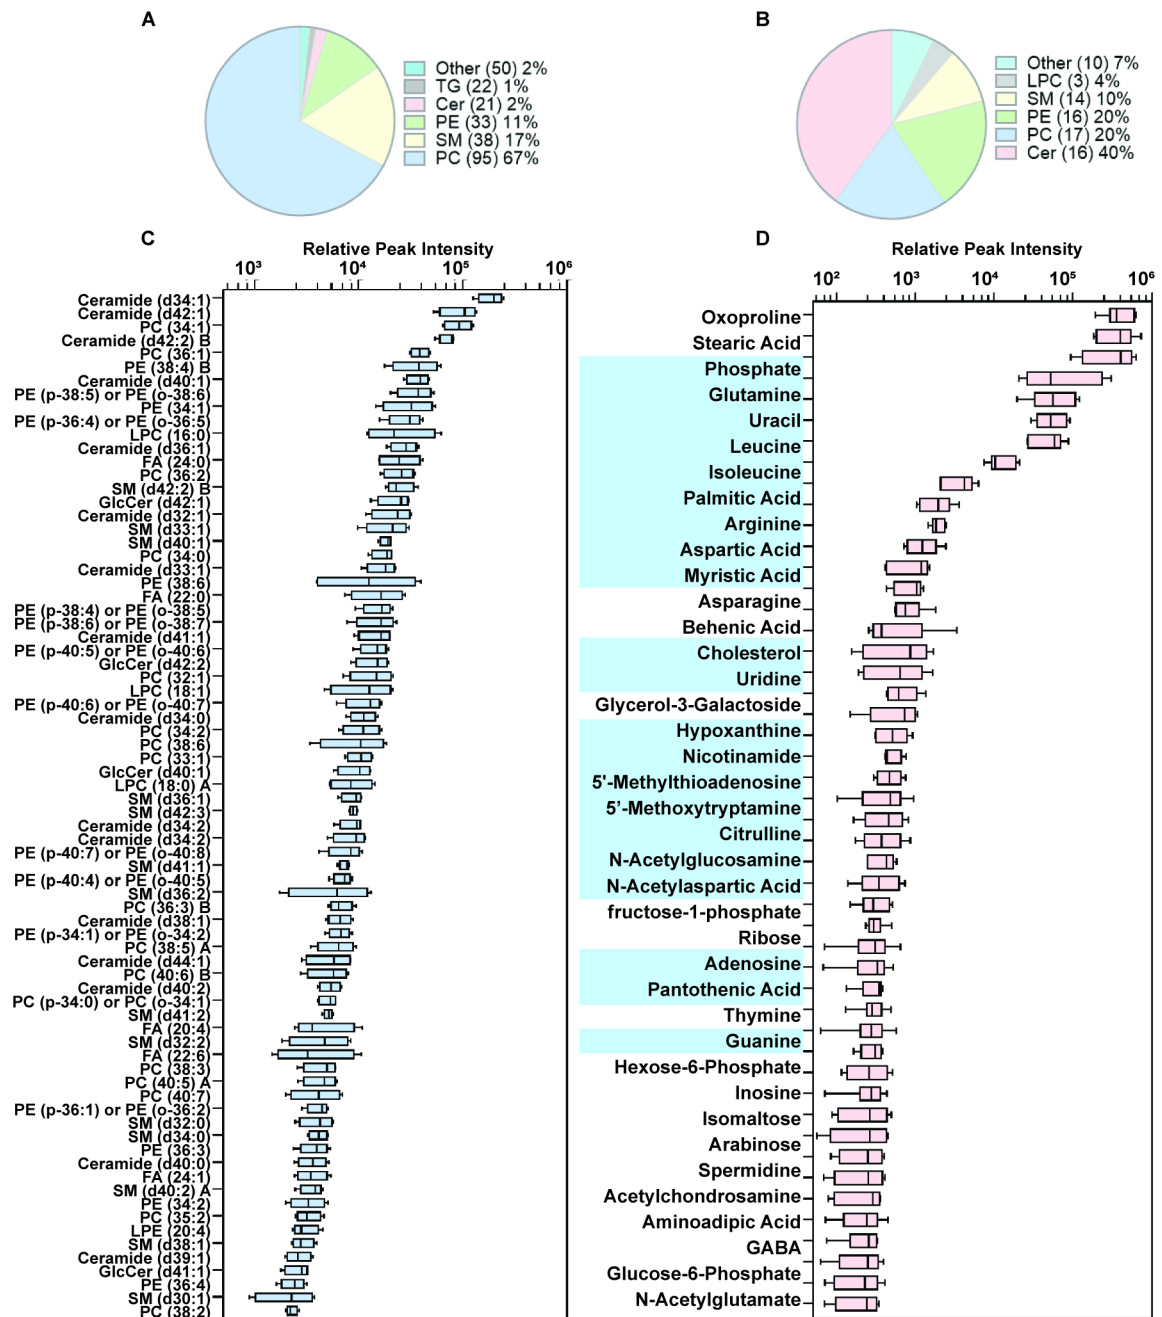 A
B
Other (50) 2%
TG (22) 1%
Cer (21) 2%
PE (33) 11%
SM (38) 17%
PC (95) 67%
Other (10) 7%
LPC (3) 4%
SM (14) 10%
PE (16) 20%
PC (17) 20%
Cer (16) 40%
C
Relative Peak Intensity
10³ 10⁴ 10⁵ 10⁶
Ceramide (d34:1)
Ceramide (d42:1)
PC (34:1)
Ceramide (d42:2) B
PC (36:1)
PE (38:4) B
Ceramide (d40:1)
PE (p-38:5) or PE (o-38:6)
PE (34:1)
PE (p-36:4) or PE (o-36:5)
LPC (16:0)
Ceramide (d36:1)
FA (24:0)
PC (36:2)
SM (d42:2) B
GlcCer (d42:1)
Ceramide (d32:1)
SM (d33:1)
SM (d40:1)
PC (34:0)
Ceramide (d33:1)
PE (38:6)
FA (22:0)
PE (p-38:4) or PE (o-38:5)
PE (p-38:6) or PE (o-38:7)
Ceramide (d41:1)
PE (p-40:5) or PE (o-40:6)
GlcCer (d42:2)
PC (32:1)
LPC (18:1)
PE (p-40:6) or PE (o-40:7)
Ceramide (d34:0)
PC (34:2)
PC (38:6)
PC (33:1)
GlcCer (d40:1)
LPC (18:0) A
SM (d36:1)
SM (d42:3)
Ceramide (d34:2)
Ceramide (d34:2)
PE (p-40:7) or PE (o-40:8)
SM (d41:1)
PE (p-40:4) or PE (o-40:5)
SM (d36:2)
PC (36:3) B
Ceramide (d38:1)
PE (p-34:1) or PE (o-34:2)
PC (38:5) A
Ceramide (d44:1)
PC (40:6) B
Ceramide (d40:2)
PC (p-34:0) or PC (o-34:1)
SM (d41:2)
FA (20:4)
SM (d32:2)
FA (22:6)
PC (38:3)
PC (40:5) A
PC (40:7)
PE (p-36:1) or PE (o-36:2)
SM (d32:0)
SM (d34:0)
PE (36:3)
Ceramide (d40:0)
FA (24:1)
SM (d40:2) A
PE (34:2)
PC (35:2)
LPE (20:4)
SM (d38:1)
Ceramide (d39:1)
GlcCer (d41:1)
PE (36:4)
SM (d30:1)
PC (38:2)
D
Relative Peak Intensity
10² 10³ 10⁴ 10⁵ 10⁶
Oxoproline
Stearic Acid
Phosphate
Glutamine
Uracil
Leucine
Isoleucine
Palmitic Acid
Arginine
Aspartic Acid
Myristic Acid
Asparagine
Behenic Acid
Cholesterol
Uridine
Glycerol-3-Galactoside
Hypoxanthine
Nicotinamide
5'-Methylthioadenosine
5’-Methoxytryptamine
Citrulline
N-Acetylglucosamine
N-Acetylaspartic Acid
fructose-1-phosphate
Ribose
Adenosine
Pantothenic Acid
Thymine
Guanine
Hexose-6-Phosphate
Inosine
Isomaltose
Arabinose
Spermidine
Acetylchondrosamine
Aminoadipic Acid
GABA
Glucose-6-Phosphate
N-Acetylglutamate